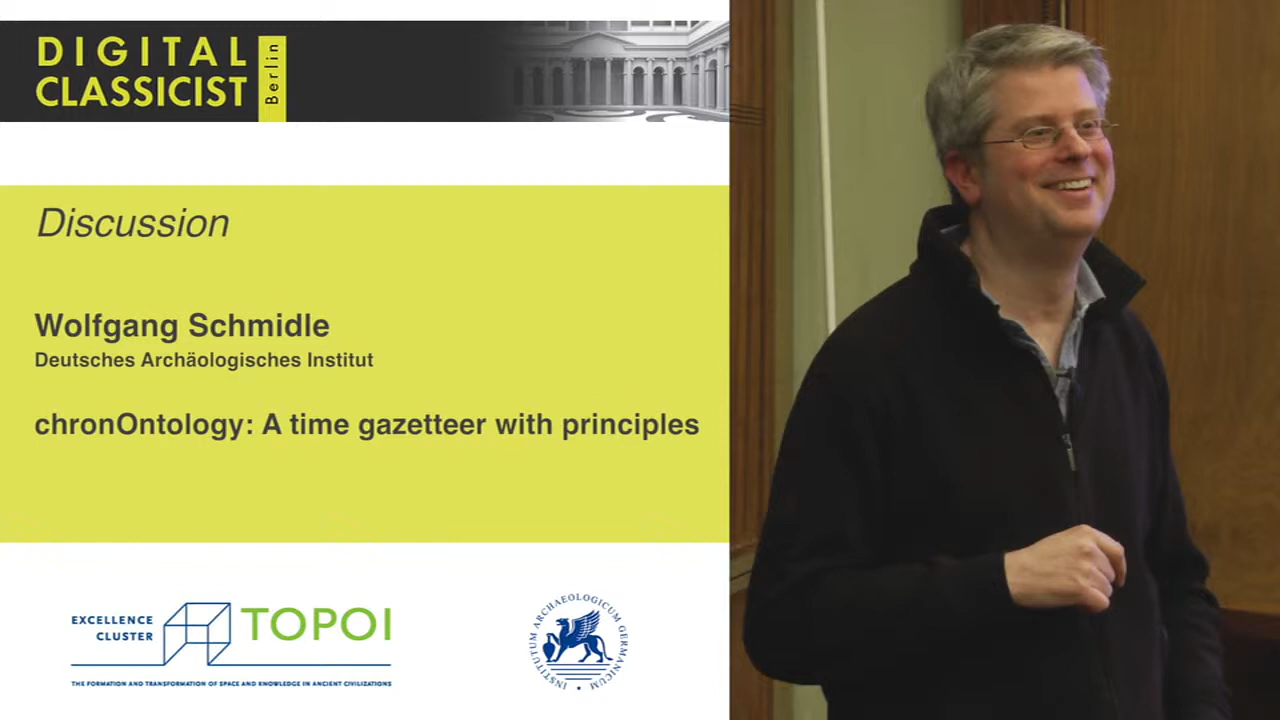 DIGITAL
CLASSICIST
Berlin
Discussion
Wolfgang Schmidle
Deutsches Archäologisches Institut
chronOntology: A time gazetteer with principles
EXCELLENCE
CLUSTER
TOPOI
THE FORMATION AND TRANSFORMATION OF SPACE AND KNOWLEDGE IN ANCIENT CIVILIZATIONS
INSTITUTUM ARCHAEOLOGICUM GERMANICUM